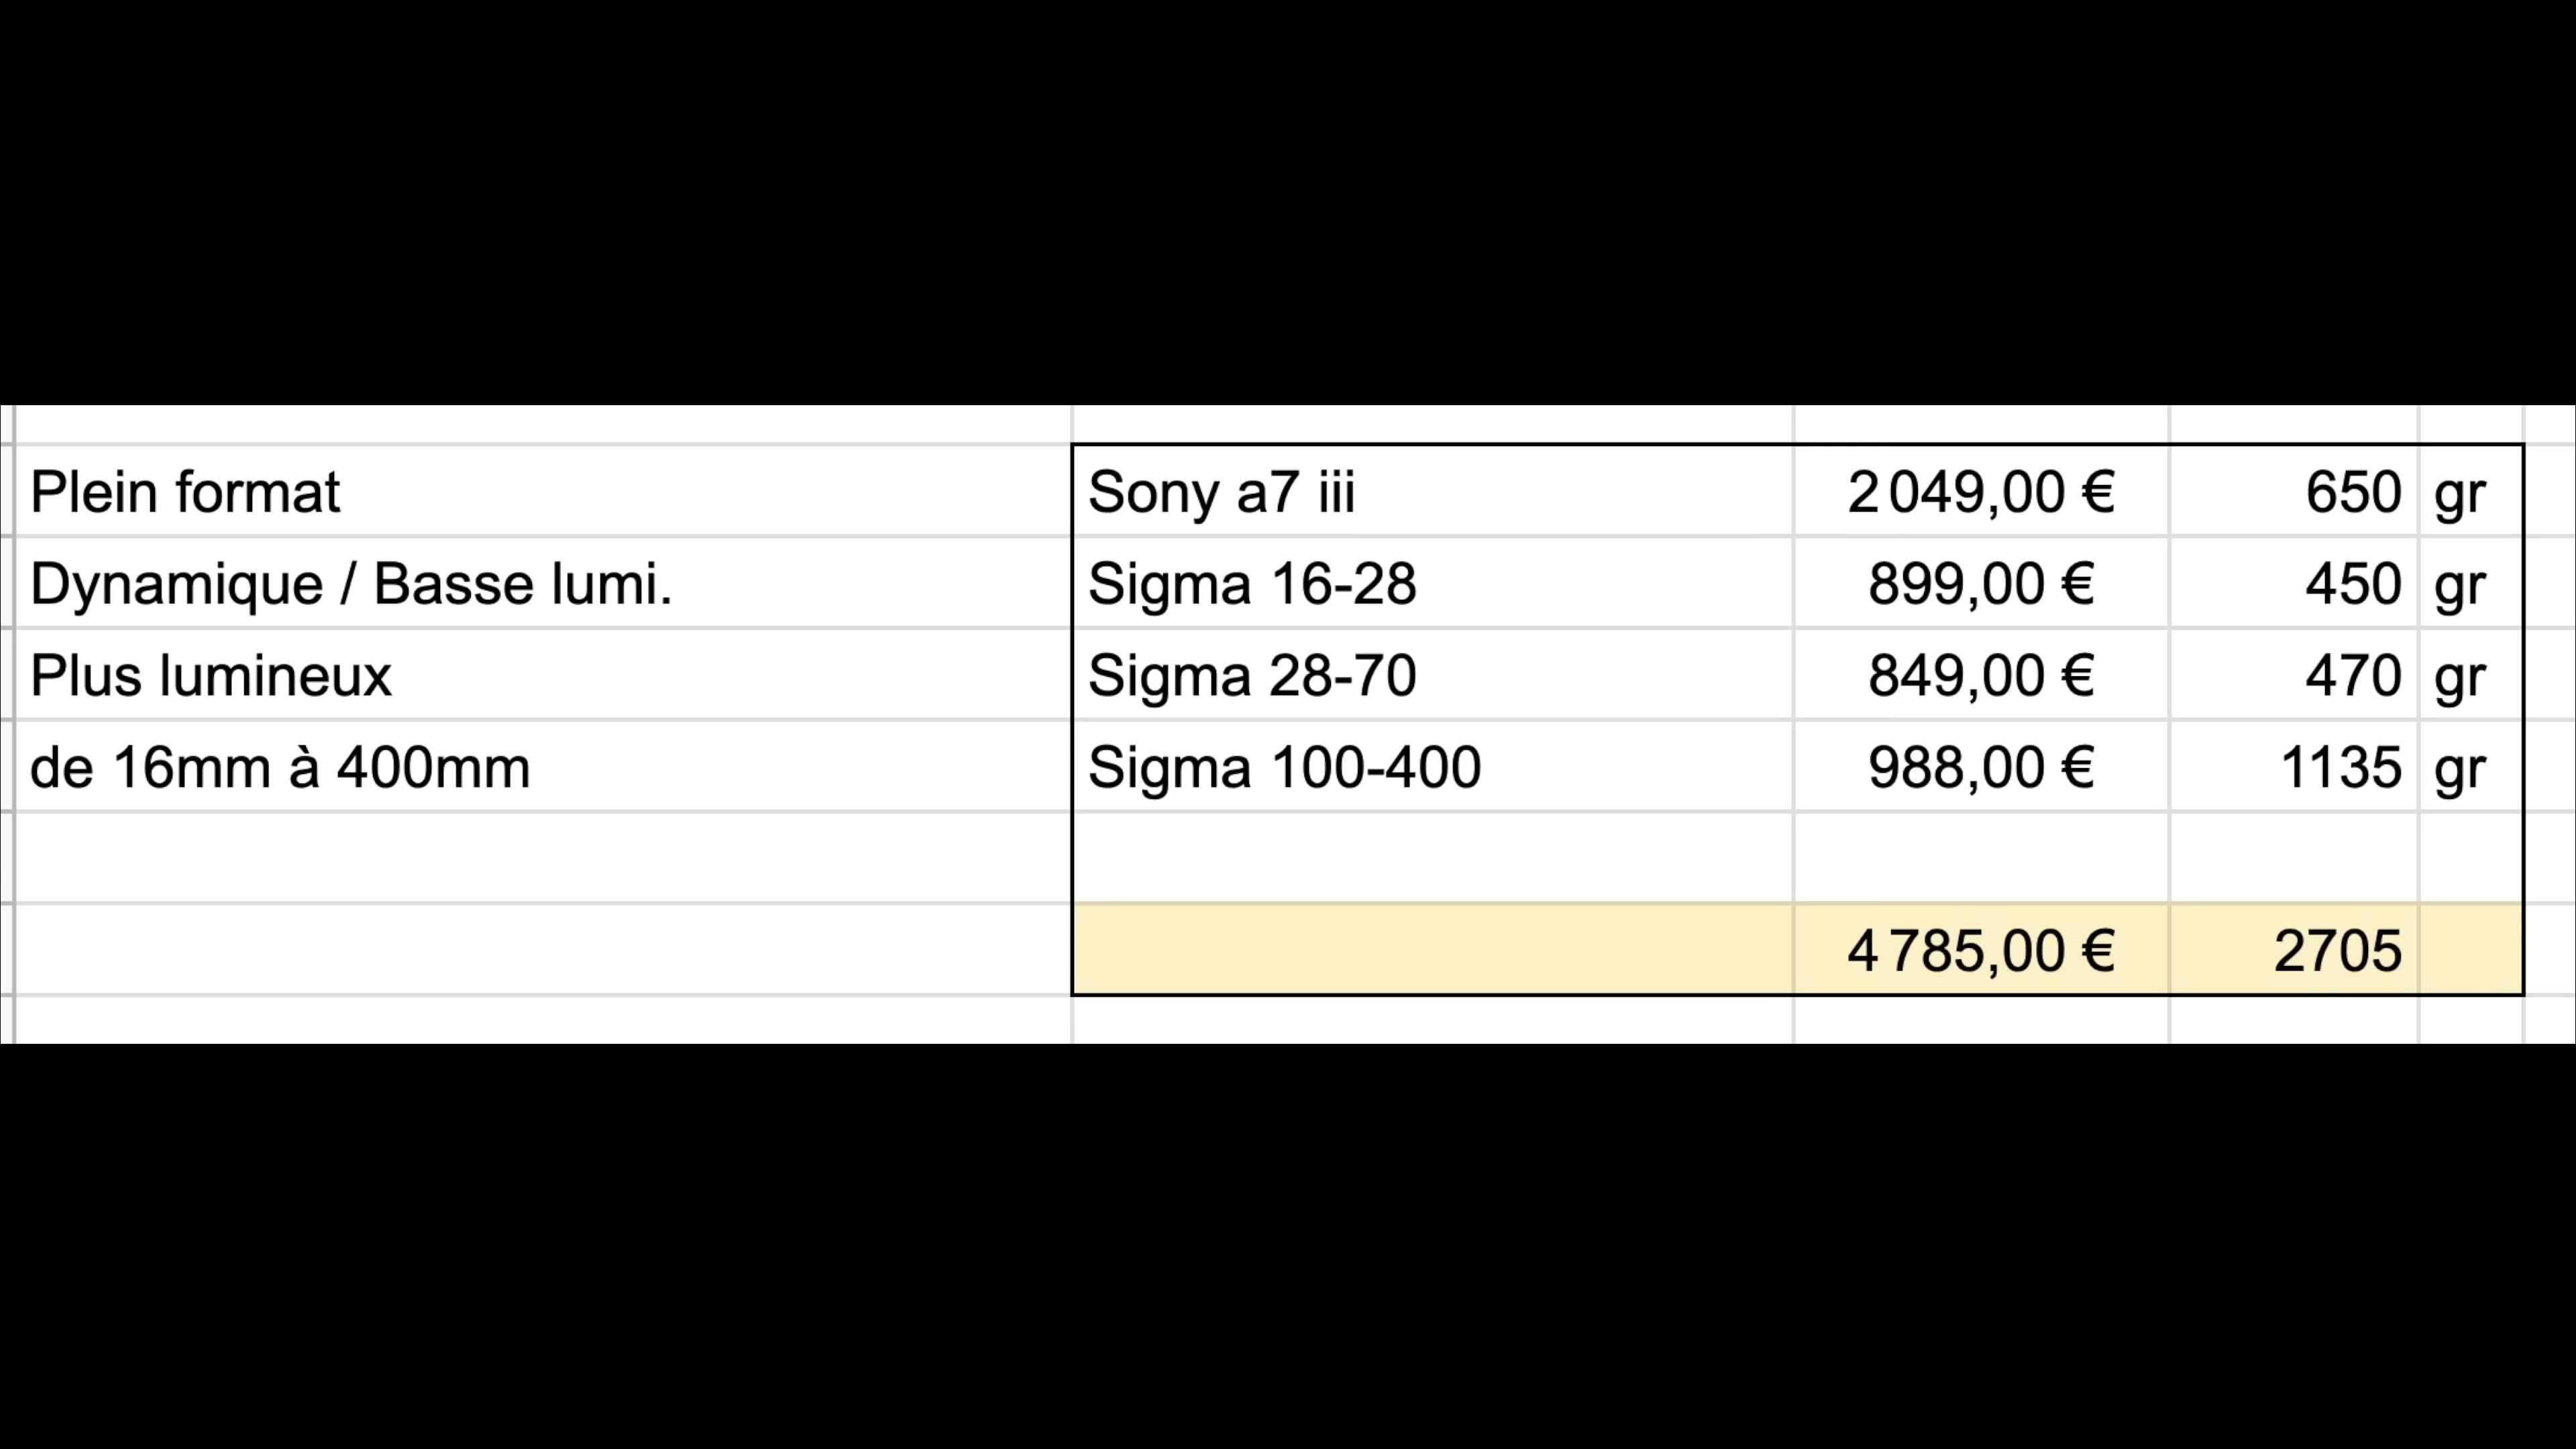 Plein format Sony a7 iii 2 049,00 € 650 gr
Dynamique / Basse lumi. Sigma 16-28 899,00 € 450 gr
Plus lumineux Sigma 28-70 849,00 € 470 gr
de 16mm à 400mm Sigma 100-400 988,00 € 1135 gr
4 785,00 € 2705